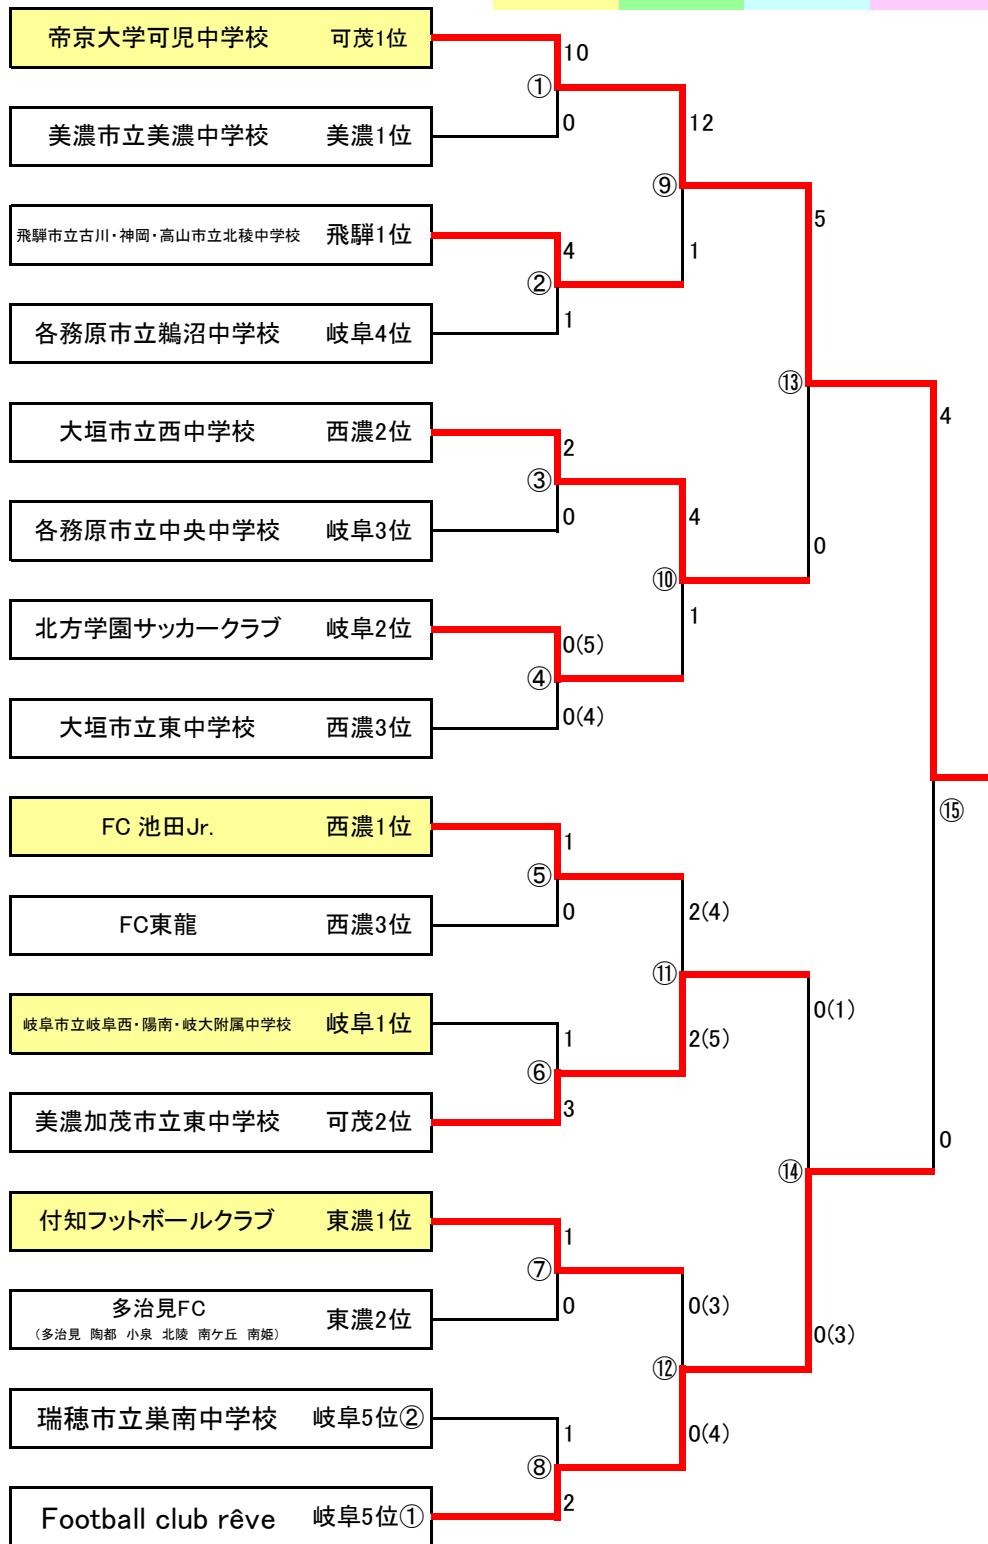 帝京大学可児中学校 可茂1位
10
①
0
美濃市立美濃中学校 美濃1位
12
⑨
5
飛騨市立古川・神岡・高山市立北稜中学校 飛騨1位
4
1
②
1
各務原市立鵜沼中学校 岐阜4位
⑬
4
大垣市立西中学校 西濃2位
2
③
0
4
各務原市立中央中学校 岐阜3位
0
⑩
1
北方学園サッカークラブ 岐阜2位
0(5)
④
0(4)
大垣市立東中学校 西濃3位
⑮
FC 池田Jr. 西濃1位
1
⑤
0
2(4)
FC東龍 西濃3位
⑪
0(1)
岐阜市立岐阜西・陽南・岐大附属中学校 岐阜1位
1
2(5)
⑥
3
美濃加茂市立東中学校 可茂2位
0
⑭
付知フットボールクラブ 東濃1位
1
⑦
0
0(3)
多治見FC 東濃2位
(多治見 陶都 小泉 北陵 南ケ丘 南姫)
0(3)
⑫
瑞穂市立巣南中学校 岐阜5位②
1
0(4)
⑧
2
Football club rêve 岐阜5位①